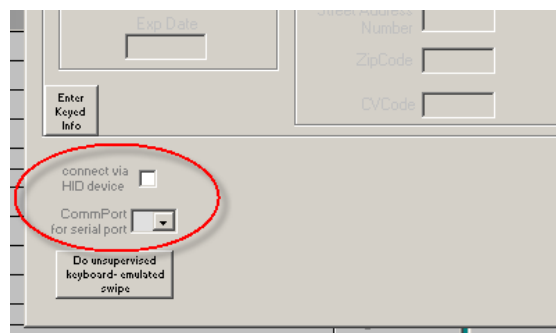 Exp Date
Street Address
Number
ZipCode
CVCode
Enter
Keyed
Info
connect via
HID device
CommPort
for serial port
Do unsupervised
keyboard- emulated
swipe